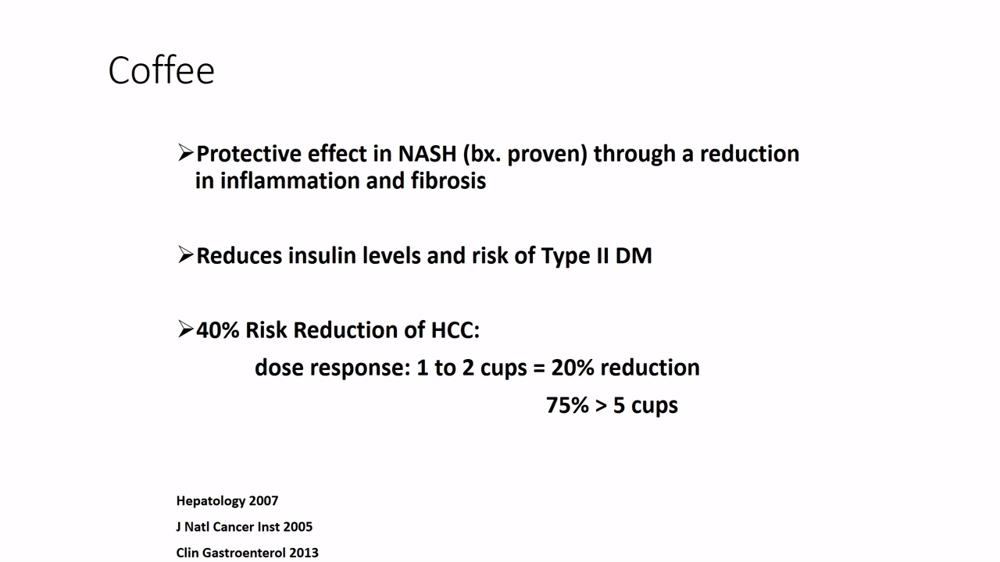 Coffee
➢Protective effect in NASH (bx. proven) through a reduction
in inflammation and fibrosis
➢Reduces insulin levels and risk of Type II DM
➢40% Risk Reduction of HCC:
dose response: 1 to 2 cups = 20% reduction
75% > 5 cups
Hepatology 2007
J Natl Cancer Inst 2005
Clin Gastroenterol 2013